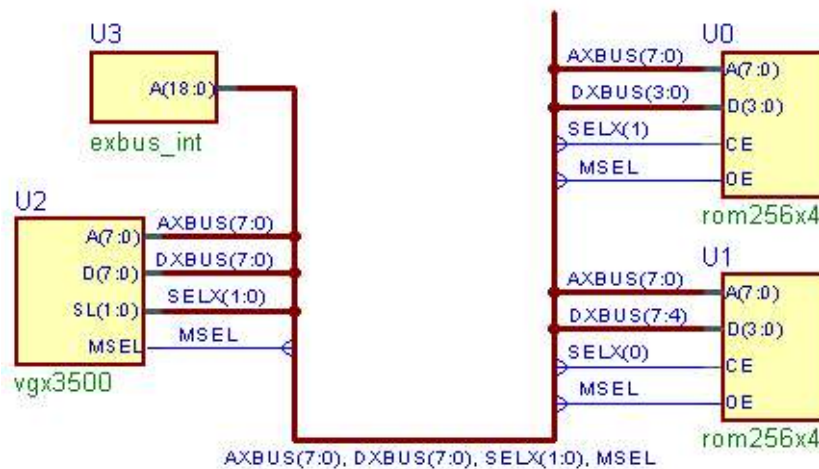 U3
A(18:0)
exbus_int
U2
A(7:0) AXBUS(7:0)
D(7:0) DXBUS(7:0)
SL(1:0) SELX(1:0)
MSEL MSEL
vgx3500
U0
AXBUS(7:0) A(7:0)
DXBUS(3:0) D(3:0)
SELX(1) CE
MSEL OE
rom256x4
U1
AXBUS(7:0) A(7:0)
DXBUS(7:4) D(3:0)
SELX(0) CE
MSEL OE
rom256x4
AXBUS(7:0), DXBUS(7:0), SELX(1:0), MSEL